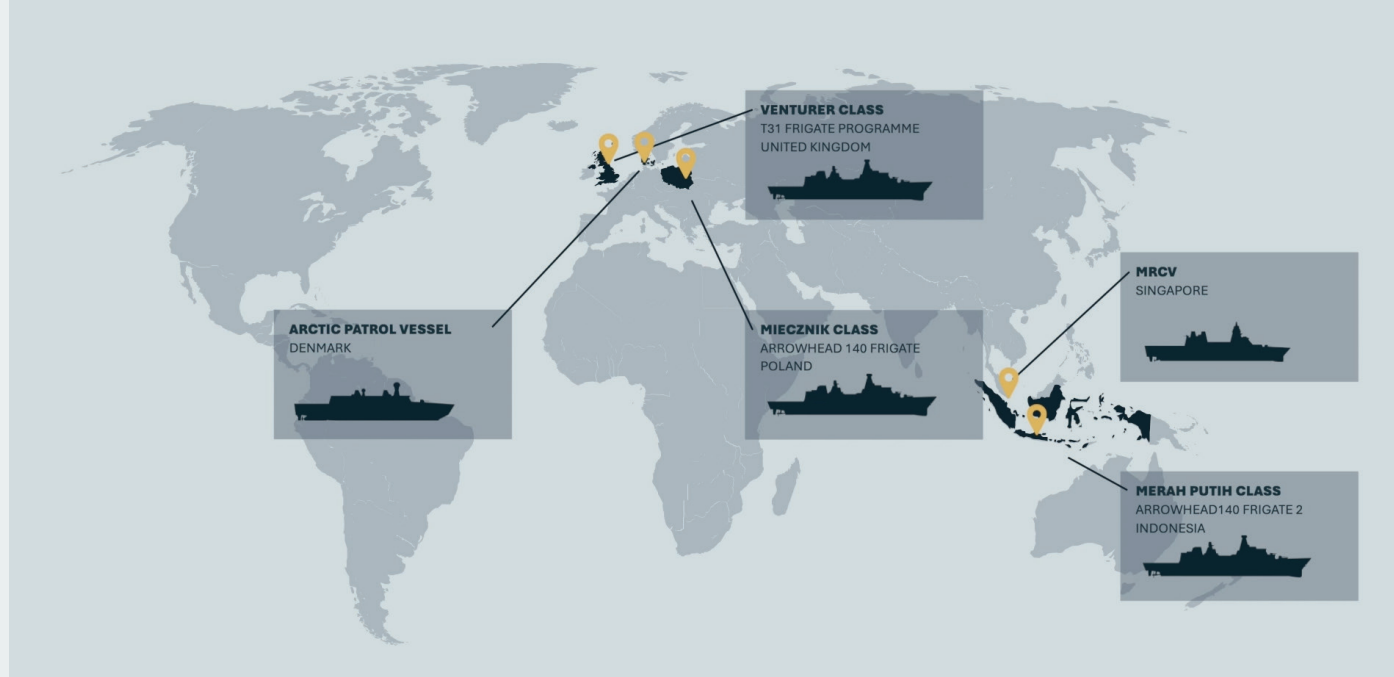 VENTURER CLASS
T31 FRIGATE PROGRAMME
UNITED KINGDOM
MRCV
SINGAPORE
ARCTIC PATROL VESSEL
DENMARK
MIECZNIK CLASS
ARROWHEAD 140 FRIGATE
POLAND
MERAH PUTIH CLASS
ARROWHEAD140 FRIGATE 2
INDONESIA